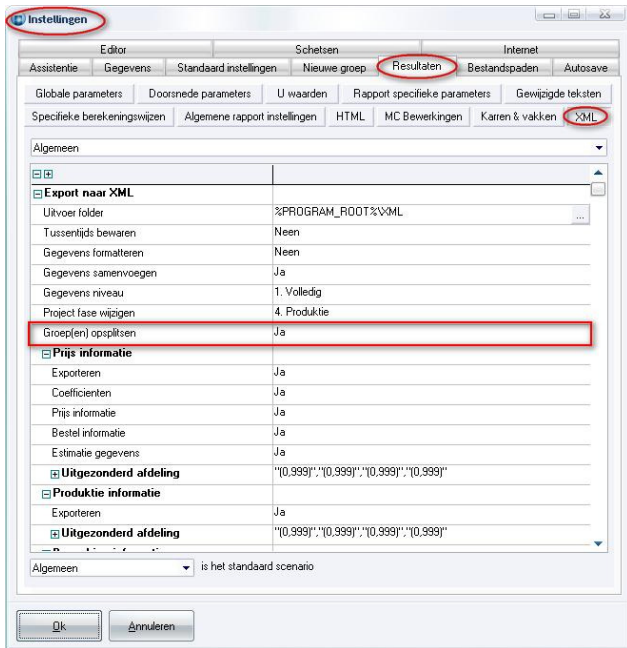 Instellingen
Editor Schetsen Internet
Assistentie Gegevens Standaard instellingen Nieuwe groep Resultaten Bestandspaden Autosave
Globale parameters Doorsnede parameters U waarden Rapport specifieke parameters Gewijzigde teksten
Specifieke berekeningswijzen Algemene rapport instellingen HTML MC Bewerkingen Karren & vakken XML
Algemeen
Export naar XML
Uitvoer folder %PROGRAM_ROOT%\XML ...
Tussentijds bewaren Neen
Gegevens formatteren Neen
Gegevens samenvoegen Ja
Gegevens niveau 1. Volledig
Project fase wijzigen 4. Produktie
Groep(en) opsplitsen Ja
Prijs informatie
Exporteren Ja
Coefficienten Ja
Prijs informatie Ja
Bestel informatie Ja
Estimatie gegevens Ja
Uitgezonderd afdeling "(0,999)","(0,999)","(0,999)","(0,999)"
Produktie informatie
Exporteren Ja
Uitgezonderd afdeling "(0,999)","(0,999)","(0,999)","(0,999)"
Algemeen is het standaard scenario
Ok Annuleren